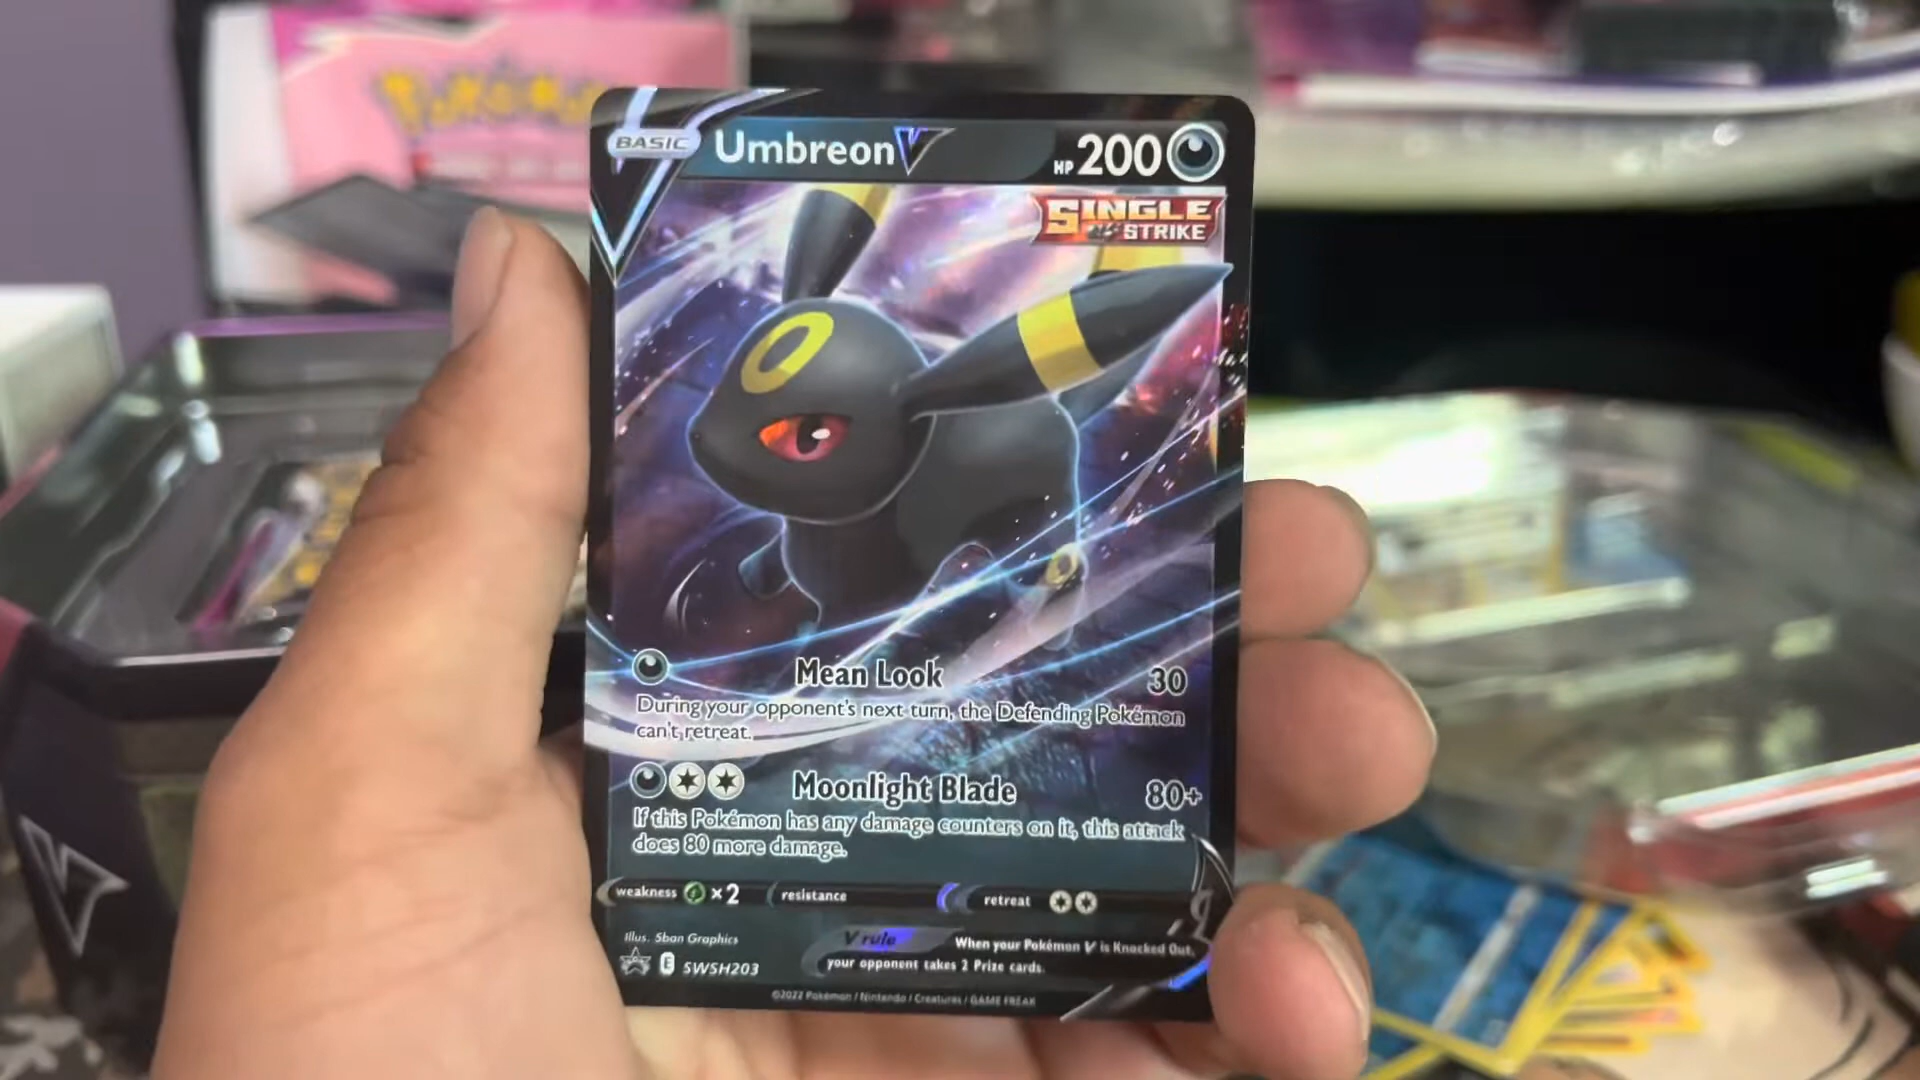 Pokémon
BASIC
Umbreon V
HP 200
SINGLE
STRIKE
Mean Look 30
During your opponent's next turn, the Defending Pokémon
can't retreat.
Moonlight Blade 80+
If this Pokémon has any damage counters on it, this attack
does 80 more damage.
weakness ×2 resistance retreat
Illus. 5ban Graphics
V rule When your Pokémon V is Knocked Out,
your opponent takes 2 Prize cards.
E SWSH203
©2022 Pokémon / Nintendo / Creatures / GAME FREAK